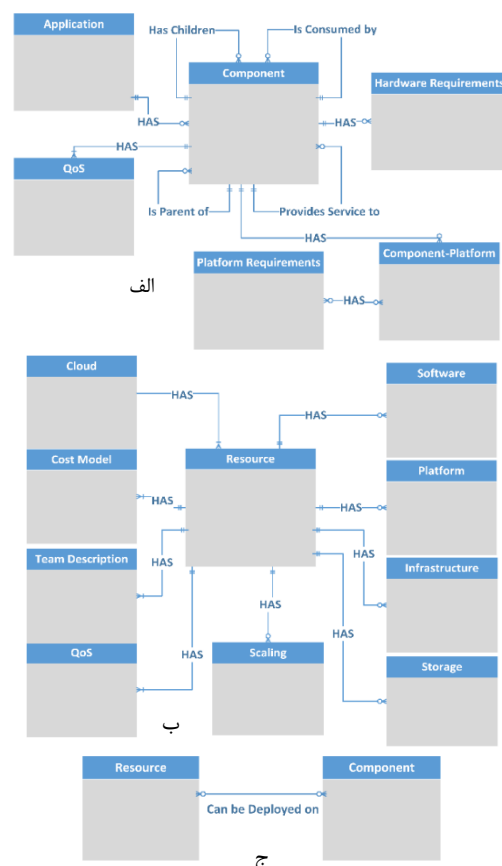 Application
Has Children
Is Consumed by
Component
Hardware Requirements
HAS
HAS
HAS
QoS
Is Parent of
Provides Service to
HAS
Component-Platform
Platform Requirements
HAS
الف
Cloud
Software
HAS
HAS
Cost Model
Resource
Platform
HAS
HAS
Team Description
Infrastructure
HAS
HAS
HAS
HAS
HAS
QoS
Scaling
Storage
ب
Resource
Component
Can be Deployed on
ج